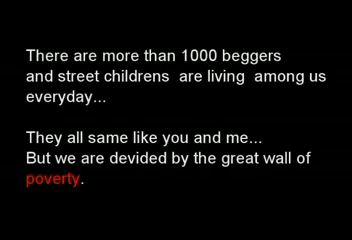 There are more than 1000 beggers
and street childrens are living among us
everyday...
They all same like you and me...
But we are devided by the great wall of
poverty.